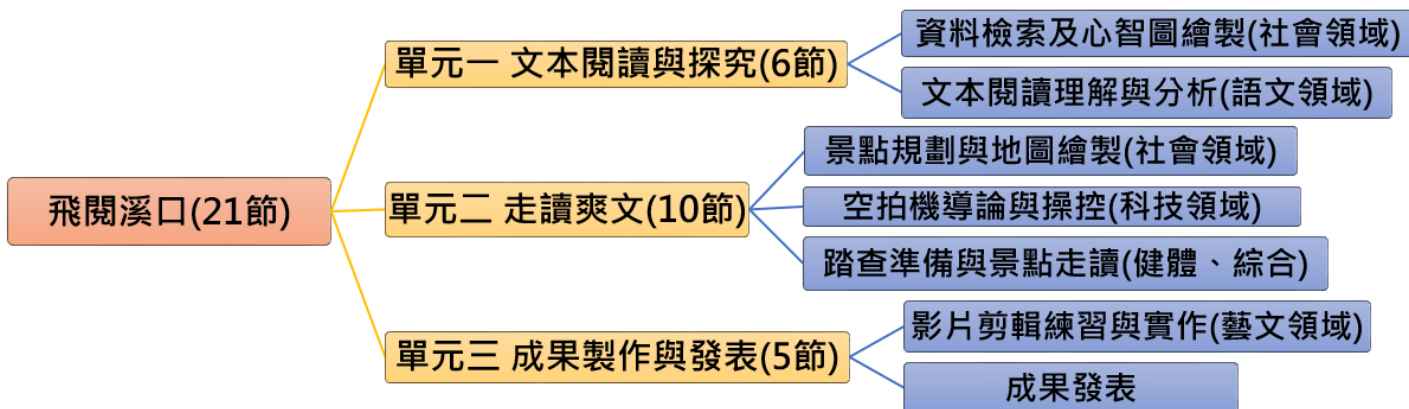 飛閱溪口(21節)
單元一 文本閱讀與探究(6節)
資料檢索及心智圖繪製(社會領域)
文本閱讀理解與分析(語文領域)
單元二 走讀爽文(10節)
景點規劃與地圖繪製(社會領域)
空拍機導論與操控(科技領域)
踏查準備與景點走讀(健體、綜合)
單元三 成果製作與發表(5節)
影片剪輯練習與實作(藝文領域)
成果發表